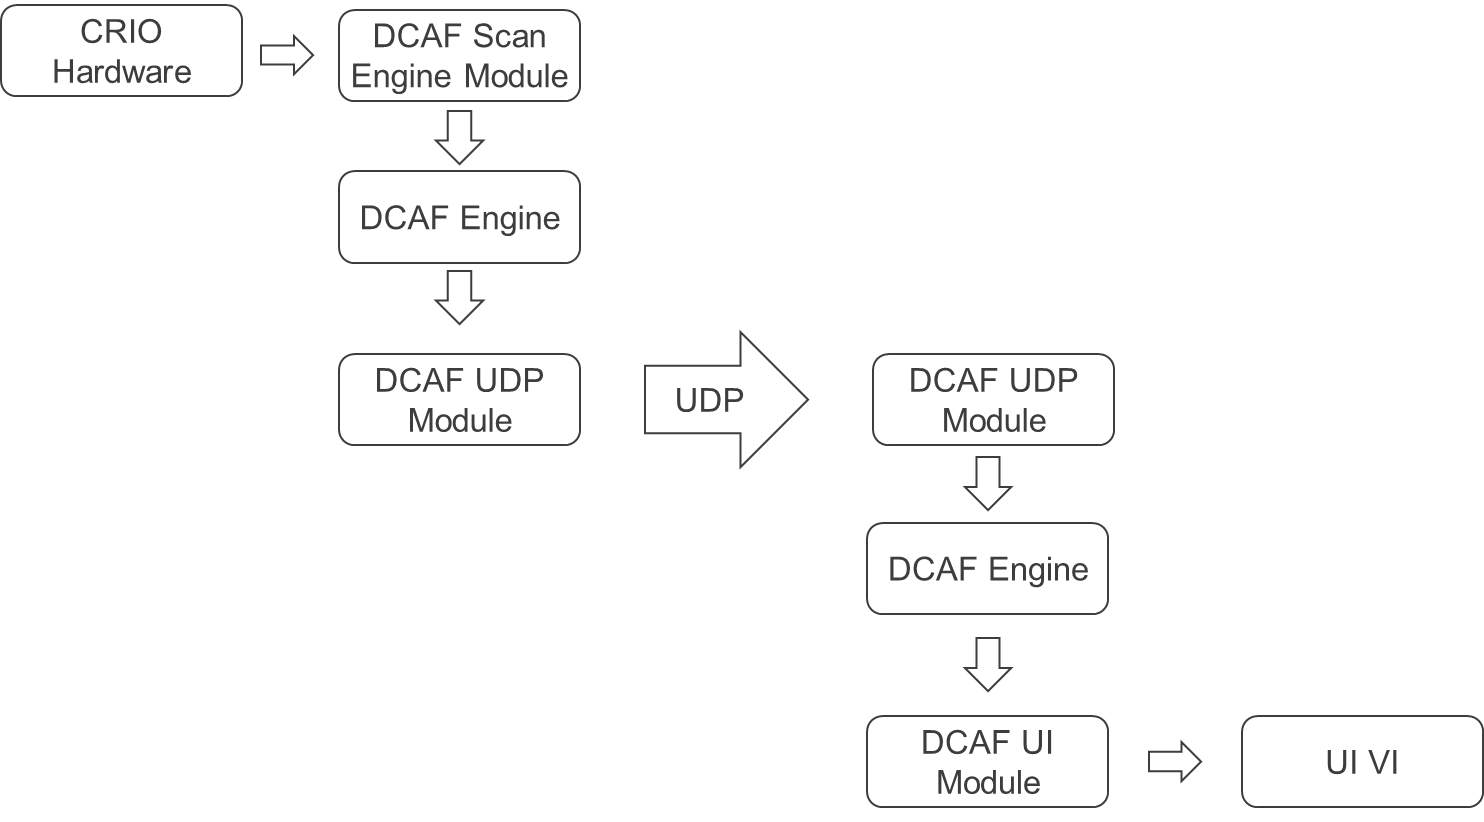 CRIO
Hardware
DCAF Scan
Engine Module
DCAF Engine
DCAF UDP
Module
UDP
DCAF UDP
Module
DCAF Engine
DCAF UI
Module
UI VI